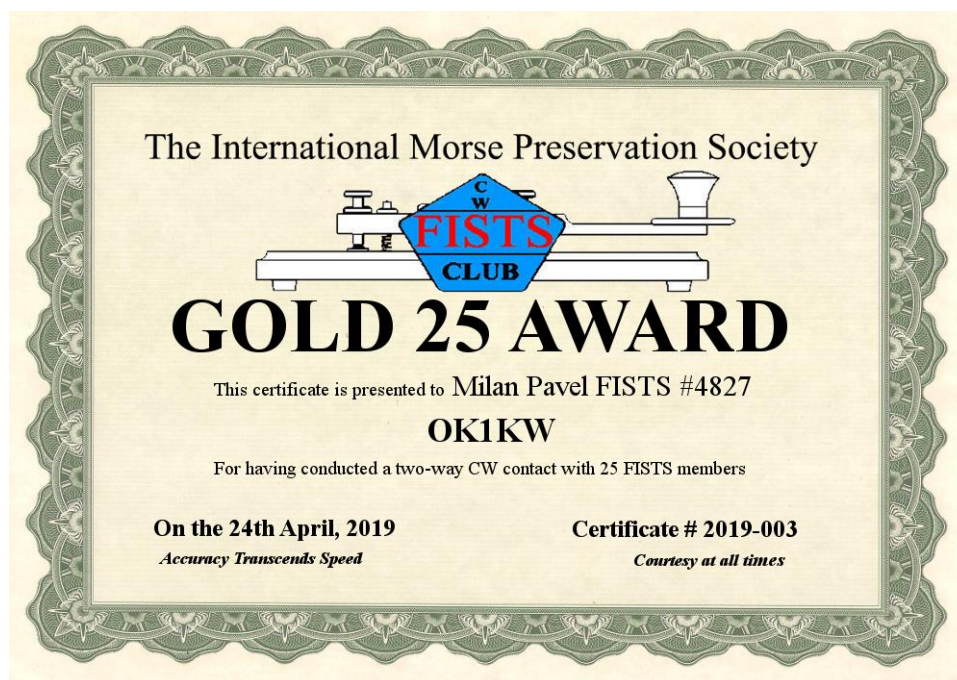 The International Morse Preservation Society
C
W
FISTS
CLUB
GOLD 25 AWARD
This certificate is presented to Milan Pavel FISTS #4827
OK1KW
For having conducted a two-way CW contact with 25 FISTS members
On the 24th April, 2019
Certificate # 2019-003
Accuracy Transcends Speed
Courtesy at all times